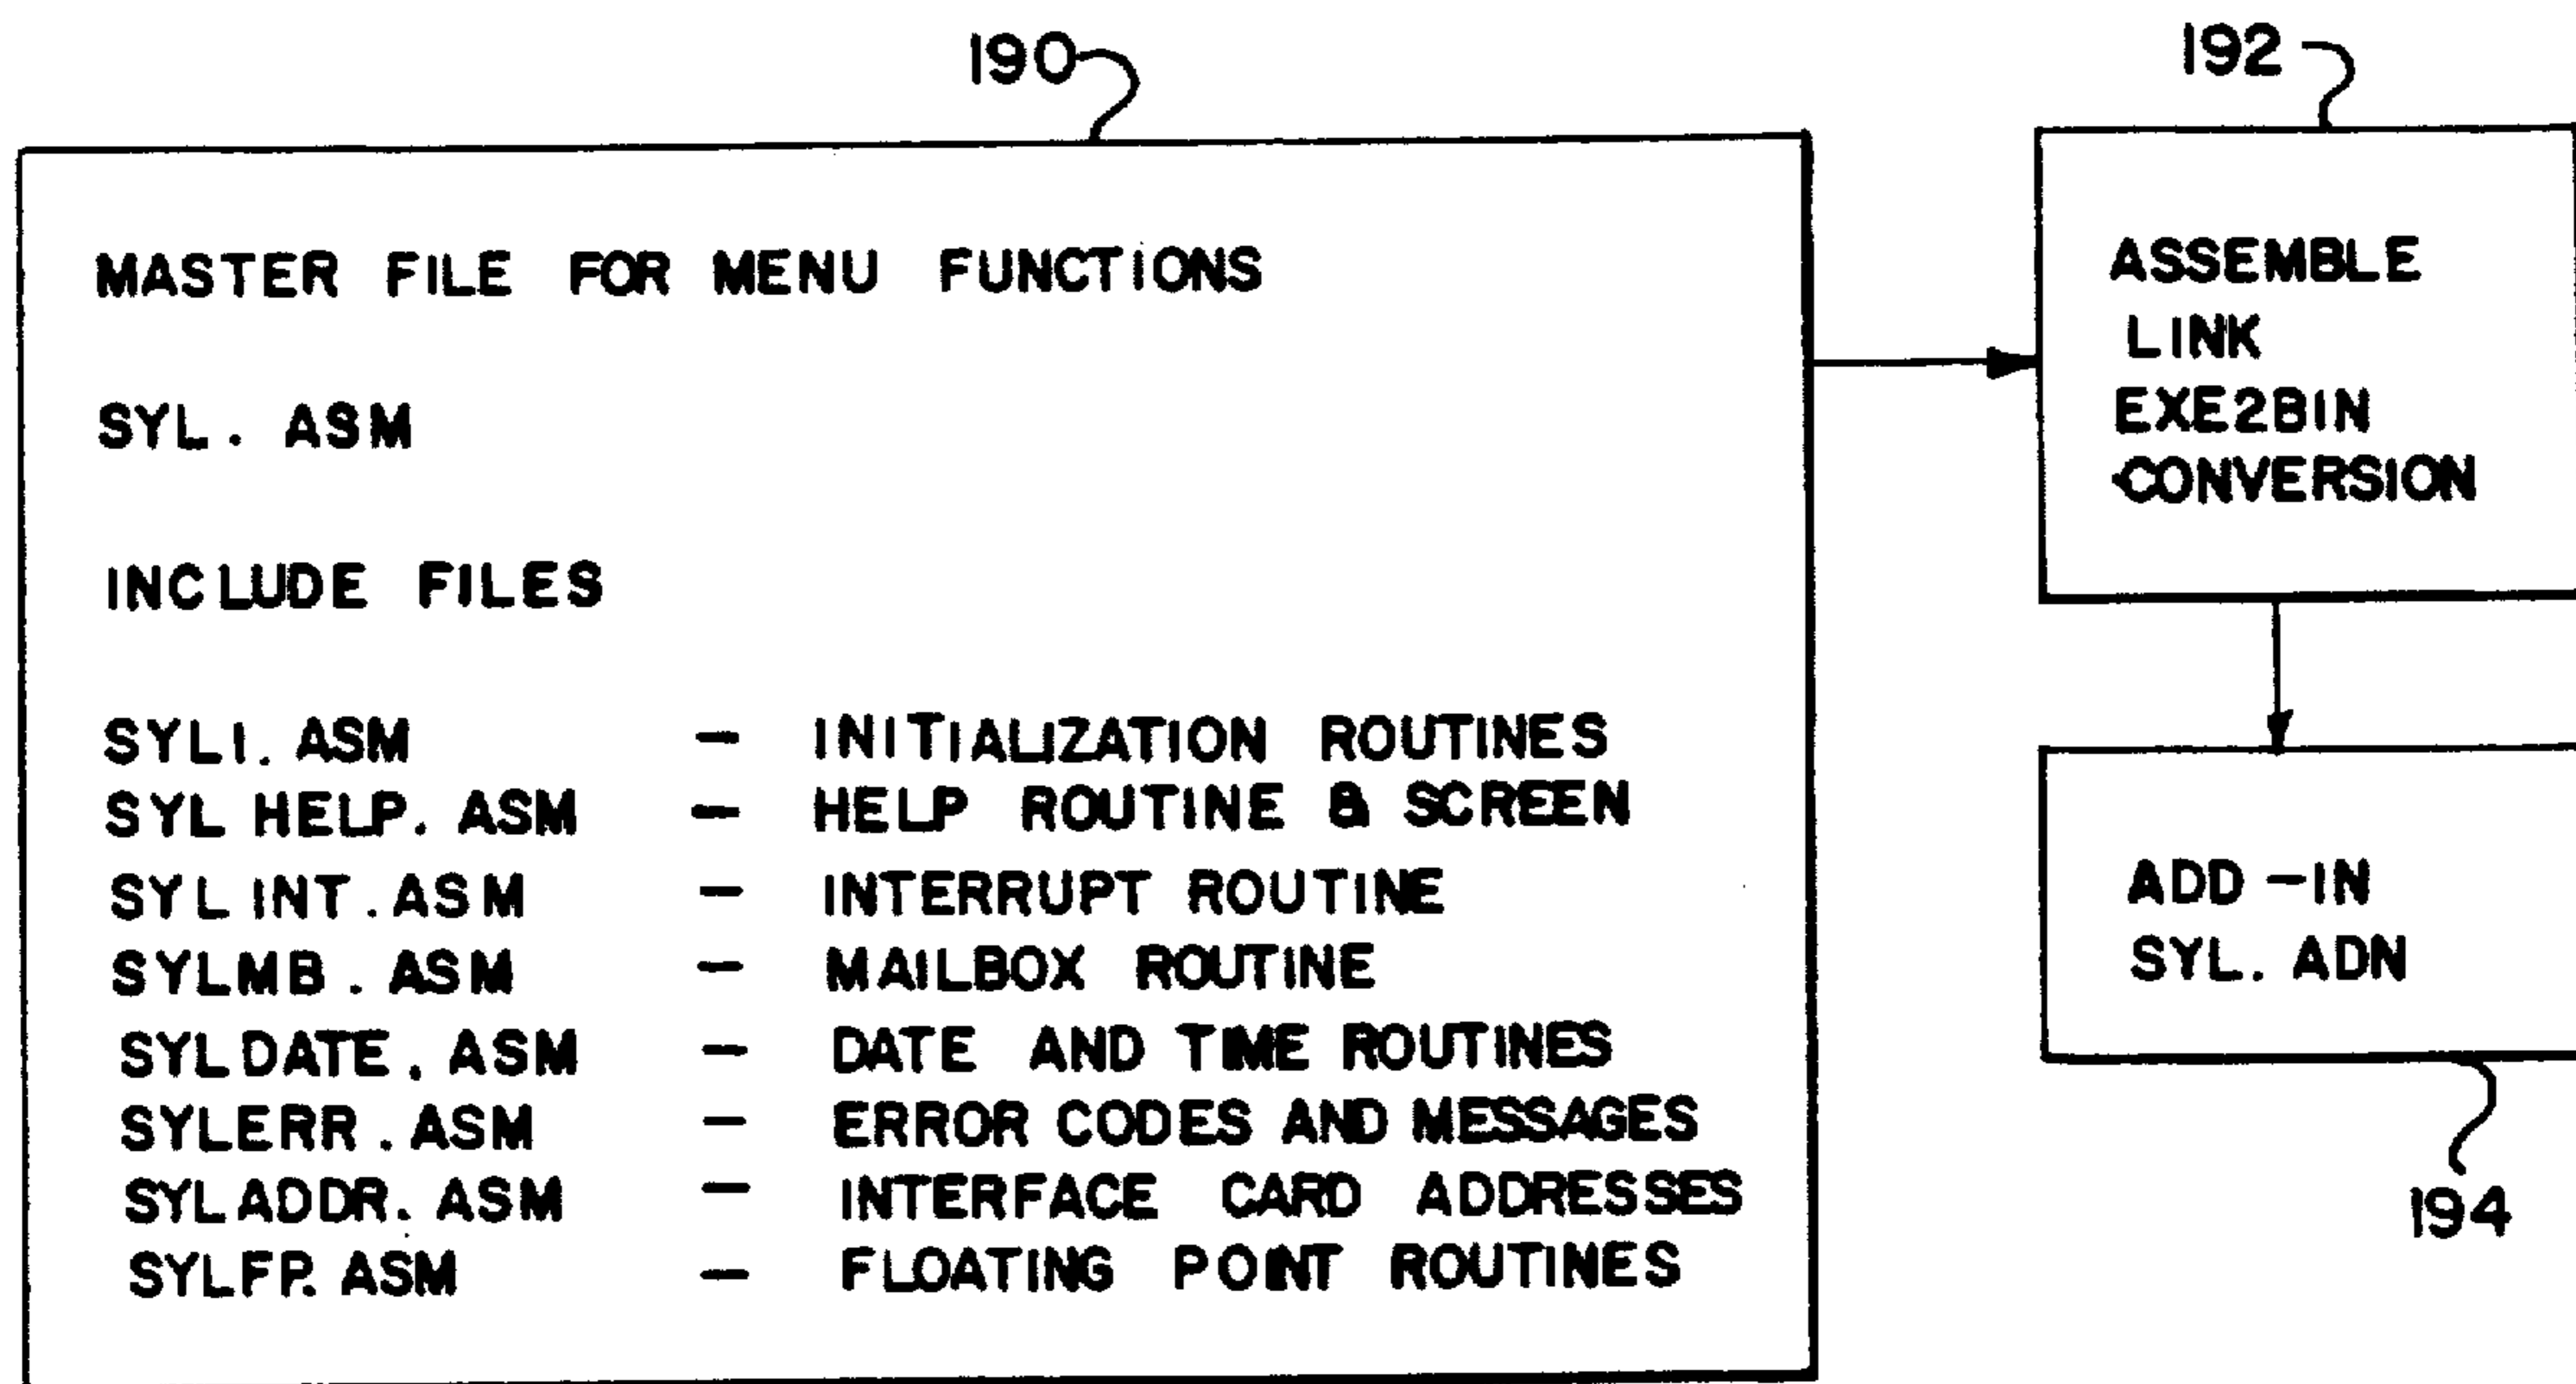 190
MASTER FILE FOR MENU FUNCTIONS
SYL. ASM
INCLUDE FILES
SYLI. ASM – INITIALIZATION ROUTINES
SYL HELP. ASM – HELP ROUTINE & SCREEN
SYL INT. ASM – INTERRUPT ROUTINE
SYLMB. ASM – MAILBOX ROUTINE
SYLDATE. ASM – DATE AND TIME ROUTINES
SYLERR. ASM – ERROR CODES AND MESSAGES
SYLADDR. ASM – INTERFACE CARD ADDRESSES
SYLFP. ASM – FLOATING POINT ROUTINES
192
ASSEMBLE
LINK
EXE2BIN
CONVERSION
ADD-IN
SYL. ADN
194